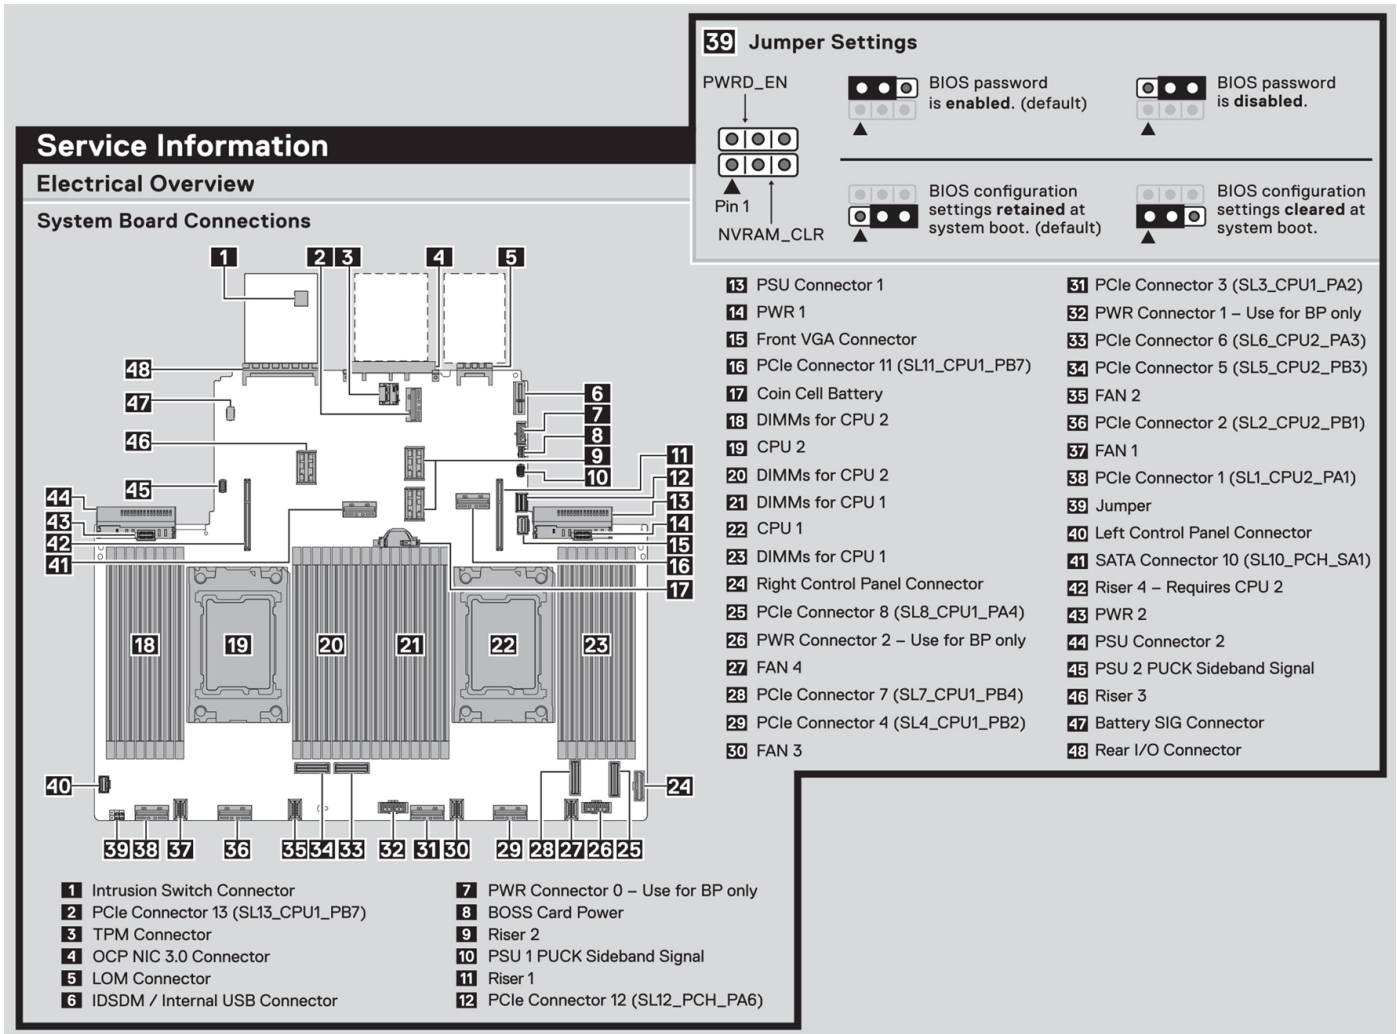 39 Jumper Settings
PWRD_EN
Pin 1
NVRAM_CLR
BIOS password
is enabled. (default)
BIOS password
is disabled.
BIOS configuration
settings retained at
system boot. (default)
BIOS configuration
settings cleared at
system boot.
Service Information
Electrical Overview
System Board Connections
1
2
3
4
5
48
47
46
45
44
43
42
41
6
7
8
9
10
11
12
13
14
15
16
17
18
19
20
21
22
23
40
24
39
38
37
36
35
34
33
32
31
30
29
28
27
26
25
1 Intrusion Switch Connector
2 PCIe Connector 13 (SL13_CPU1_PB7)
3 TPM Connector
4 OCP NIC 3.0 Connector
5 LOM Connector
6 IDSDM / Internal USB Connector
7 PWR Connector 0 – Use for BP only
8 BOSS Card Power
9 Riser 2
10 PSU 1 PUCK Sideband Signal
11 Riser 1
12 PCIe Connector 12 (SL12_PCH_PA6)
13 PSU Connector 1
14 PWR 1
15 Front VGA Connector
16 PCIe Connector 11 (SL11_CPU1_PB7)
17 Coin Cell Battery
18 DIMMs for CPU 2
19 CPU 2
20 DIMMs for CPU 2
21 DIMMs for CPU 1
22 CPU 1
23 DIMMs for CPU 1
24 Right Control Panel Connector
25 PCIe Connector 8 (SL8_CPU1_PA4)
26 PWR Connector 2 – Use for BP only
27 FAN 4
28 PCIe Connector 7 (SL7_CPU1_PB4)
29 PCIe Connector 4 (SL4_CPU1_PB2)
30 FAN 3
31 PCIe Connector 3 (SL3_CPU1_PA2)
32 PWR Connector 1 – Use for BP only
33 PCIe Connector 6 (SL6_CPU2_PA3)
34 PCIe Connector 5 (SL5_CPU2_PB3)
35 FAN 2
36 PCIe Connector 2 (SL2_CPU2_PB1)
37 FAN 1
38 PCIe Connector 1 (SL1_CPU2_PA1)
39 Jumper
40 Left Control Panel Connector
41 SATA Connector 10 (SL10_PCH_SA1)
42 Riser 4 – Requires CPU 2
43 PWR 2
44 PSU Connector 2
45 PSU 2 PUCK Sideband Signal
46 Riser 3
47 Battery SIG Connector
48 Rear I/O Connector